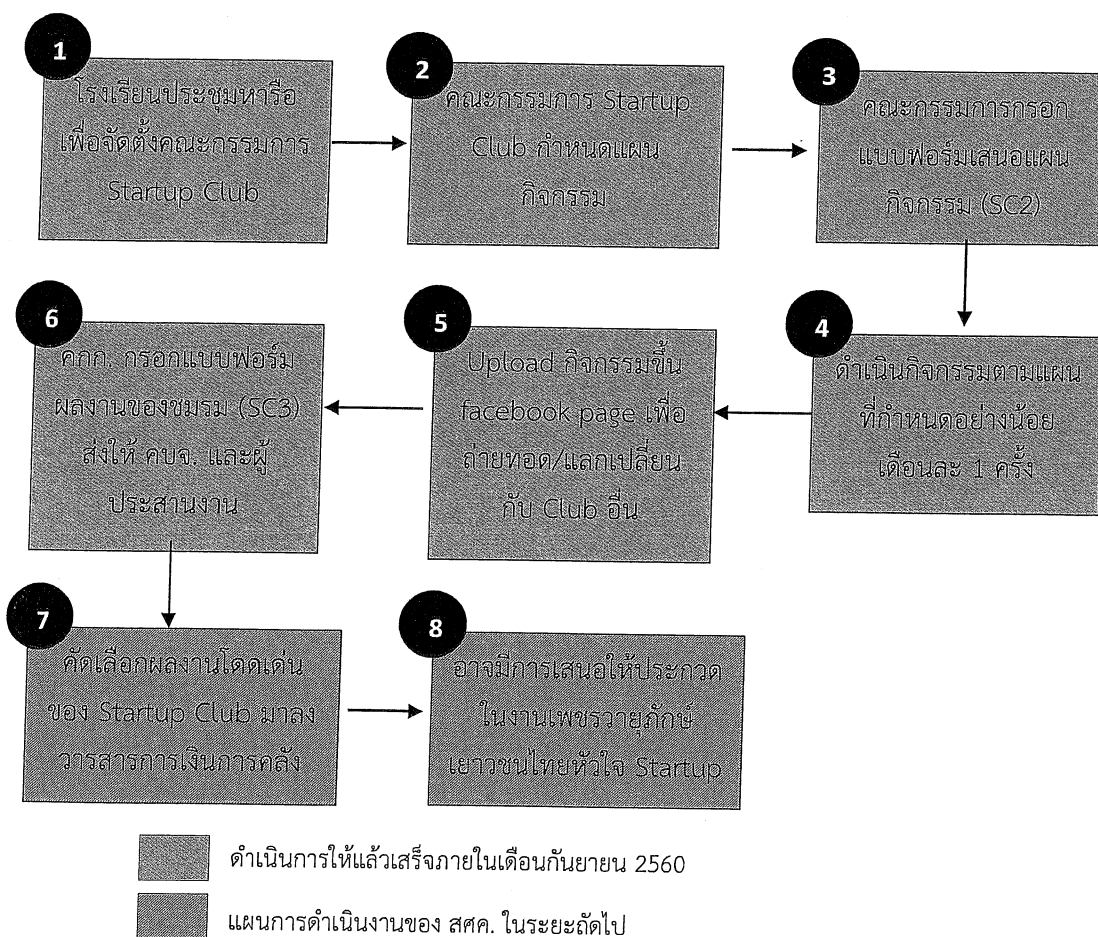 1
โรงเรียนประชุมหารือ
เพื่อจัดตั้งคณะกรรมการ
Startup Club
2
คณะกรรมการ Startup
Club กำหนดแผน
กิจกรรม
3
คณะกรรมการกรอก
แบบฟอร์มเสนอแผน
กิจกรรม (SC2)
4
ดำเนินกิจกรรมตามแผน
ที่กำหนดอย่างน้อย
เดือนละ 1 ครั้ง
5
Upload กิจกรรมขึ้น
facebook page เพื่อ
ถ่ายทอด/แลกเปลี่ยน
กับ Club อื่น
6
คกก. กรอกแบบฟอร์ม
ผลงานของชมรม (SC3)
ส่งให้ คบจ. และผู้
ประสานงาน
7
คัดเลือกผลงานโดดเด่น
ของ Startup Club มาลง
วารสารการเงินการคลัง
8
อาจมีการเสนอให้ประกวด
ในงานเพชรวายุภักษ์
เยาวชนไทยหัวใจ Startup
ดำเนินการให้แล้วเสร็จภายในเดือนกันยายน 2560
แผนการดำเนินงานของ สศค. ในระยะถัดไป